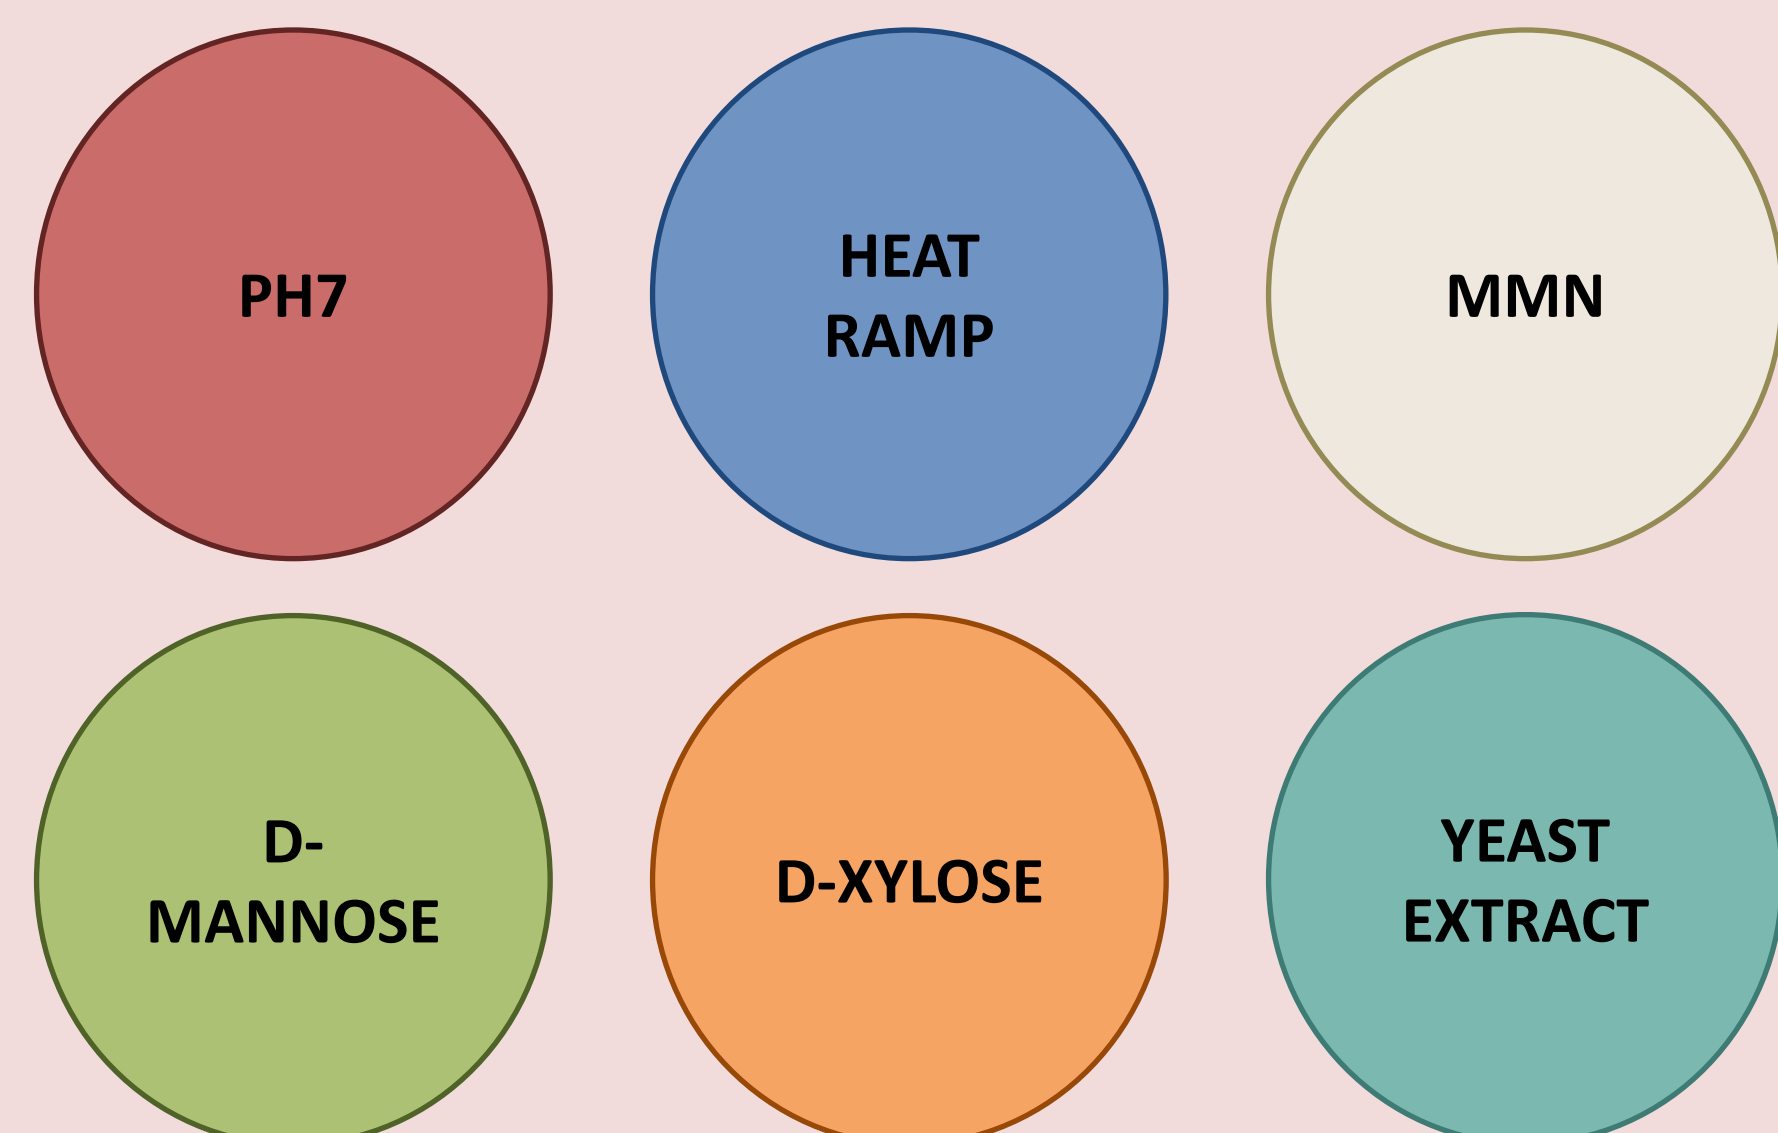 PH7
HEAT
RAMP
MMN
D-
MANNOSE
D-XYLOSE
YEAST
EXTRACT